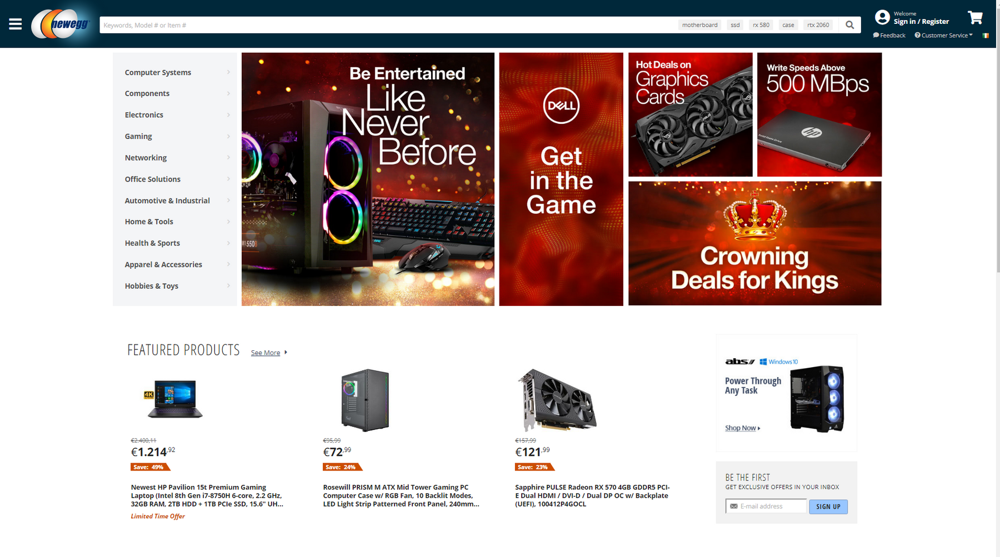 newegg
Keywords, Model # or Item #
motherboard
ssd
rx 580
case
rtx 2060
Welcome
Sign in / Register
Feedback
Customer Service
Computer Systems
Components
Electronics
Gaming
Networking
Office Solutions
Automotive & Industrial
Home & Tools
Health & Sports
Apparel & Accessories
Hobbies & Toys
Be Entertained
Like
Never
Before
DELL
Get
in the
Game
Hot Deals on
Graphics
Cards
ASUS
Write Speeds Above
500 MBps
hp
Solid State Drive
Crowning
Deals for Kings
FEATURED PRODUCTS
See More
4K
€2.400,11
€1.214,92
Save: 49%
Newest HP Pavilion 15t Premium Gaming
Laptop (Intel 8th Gen i7-8750H 6-core, 2.2 GHz,
32GB RAM, 2TB HDD + 1TB PCIe SSD, 15.6" UH...
Limited Time Offer
€95,99
€72,99
Save: 24%
Rosewill PRISM M ATX Mid Tower Gaming PC
Computer Case w/ RGB Fan, 10 Backlit Modes,
LED Light Strip Patterned Front Panel, 240mm...
€157,99
€121,99
Save: 23%
Sapphire PULSE Radeon RX 570 4GB GDDR5 PCI-
E Dual HDMI / DVI-D / Dual DP OC w/ Backplate
(UEFI), 100412P4GOCL
abs
Windows 10
Power Through
Any Task
Shop Now
BE THE FIRST
GET EXCLUSIVE OFFERS IN YOUR INBOX
E-mail address
SIGN UP